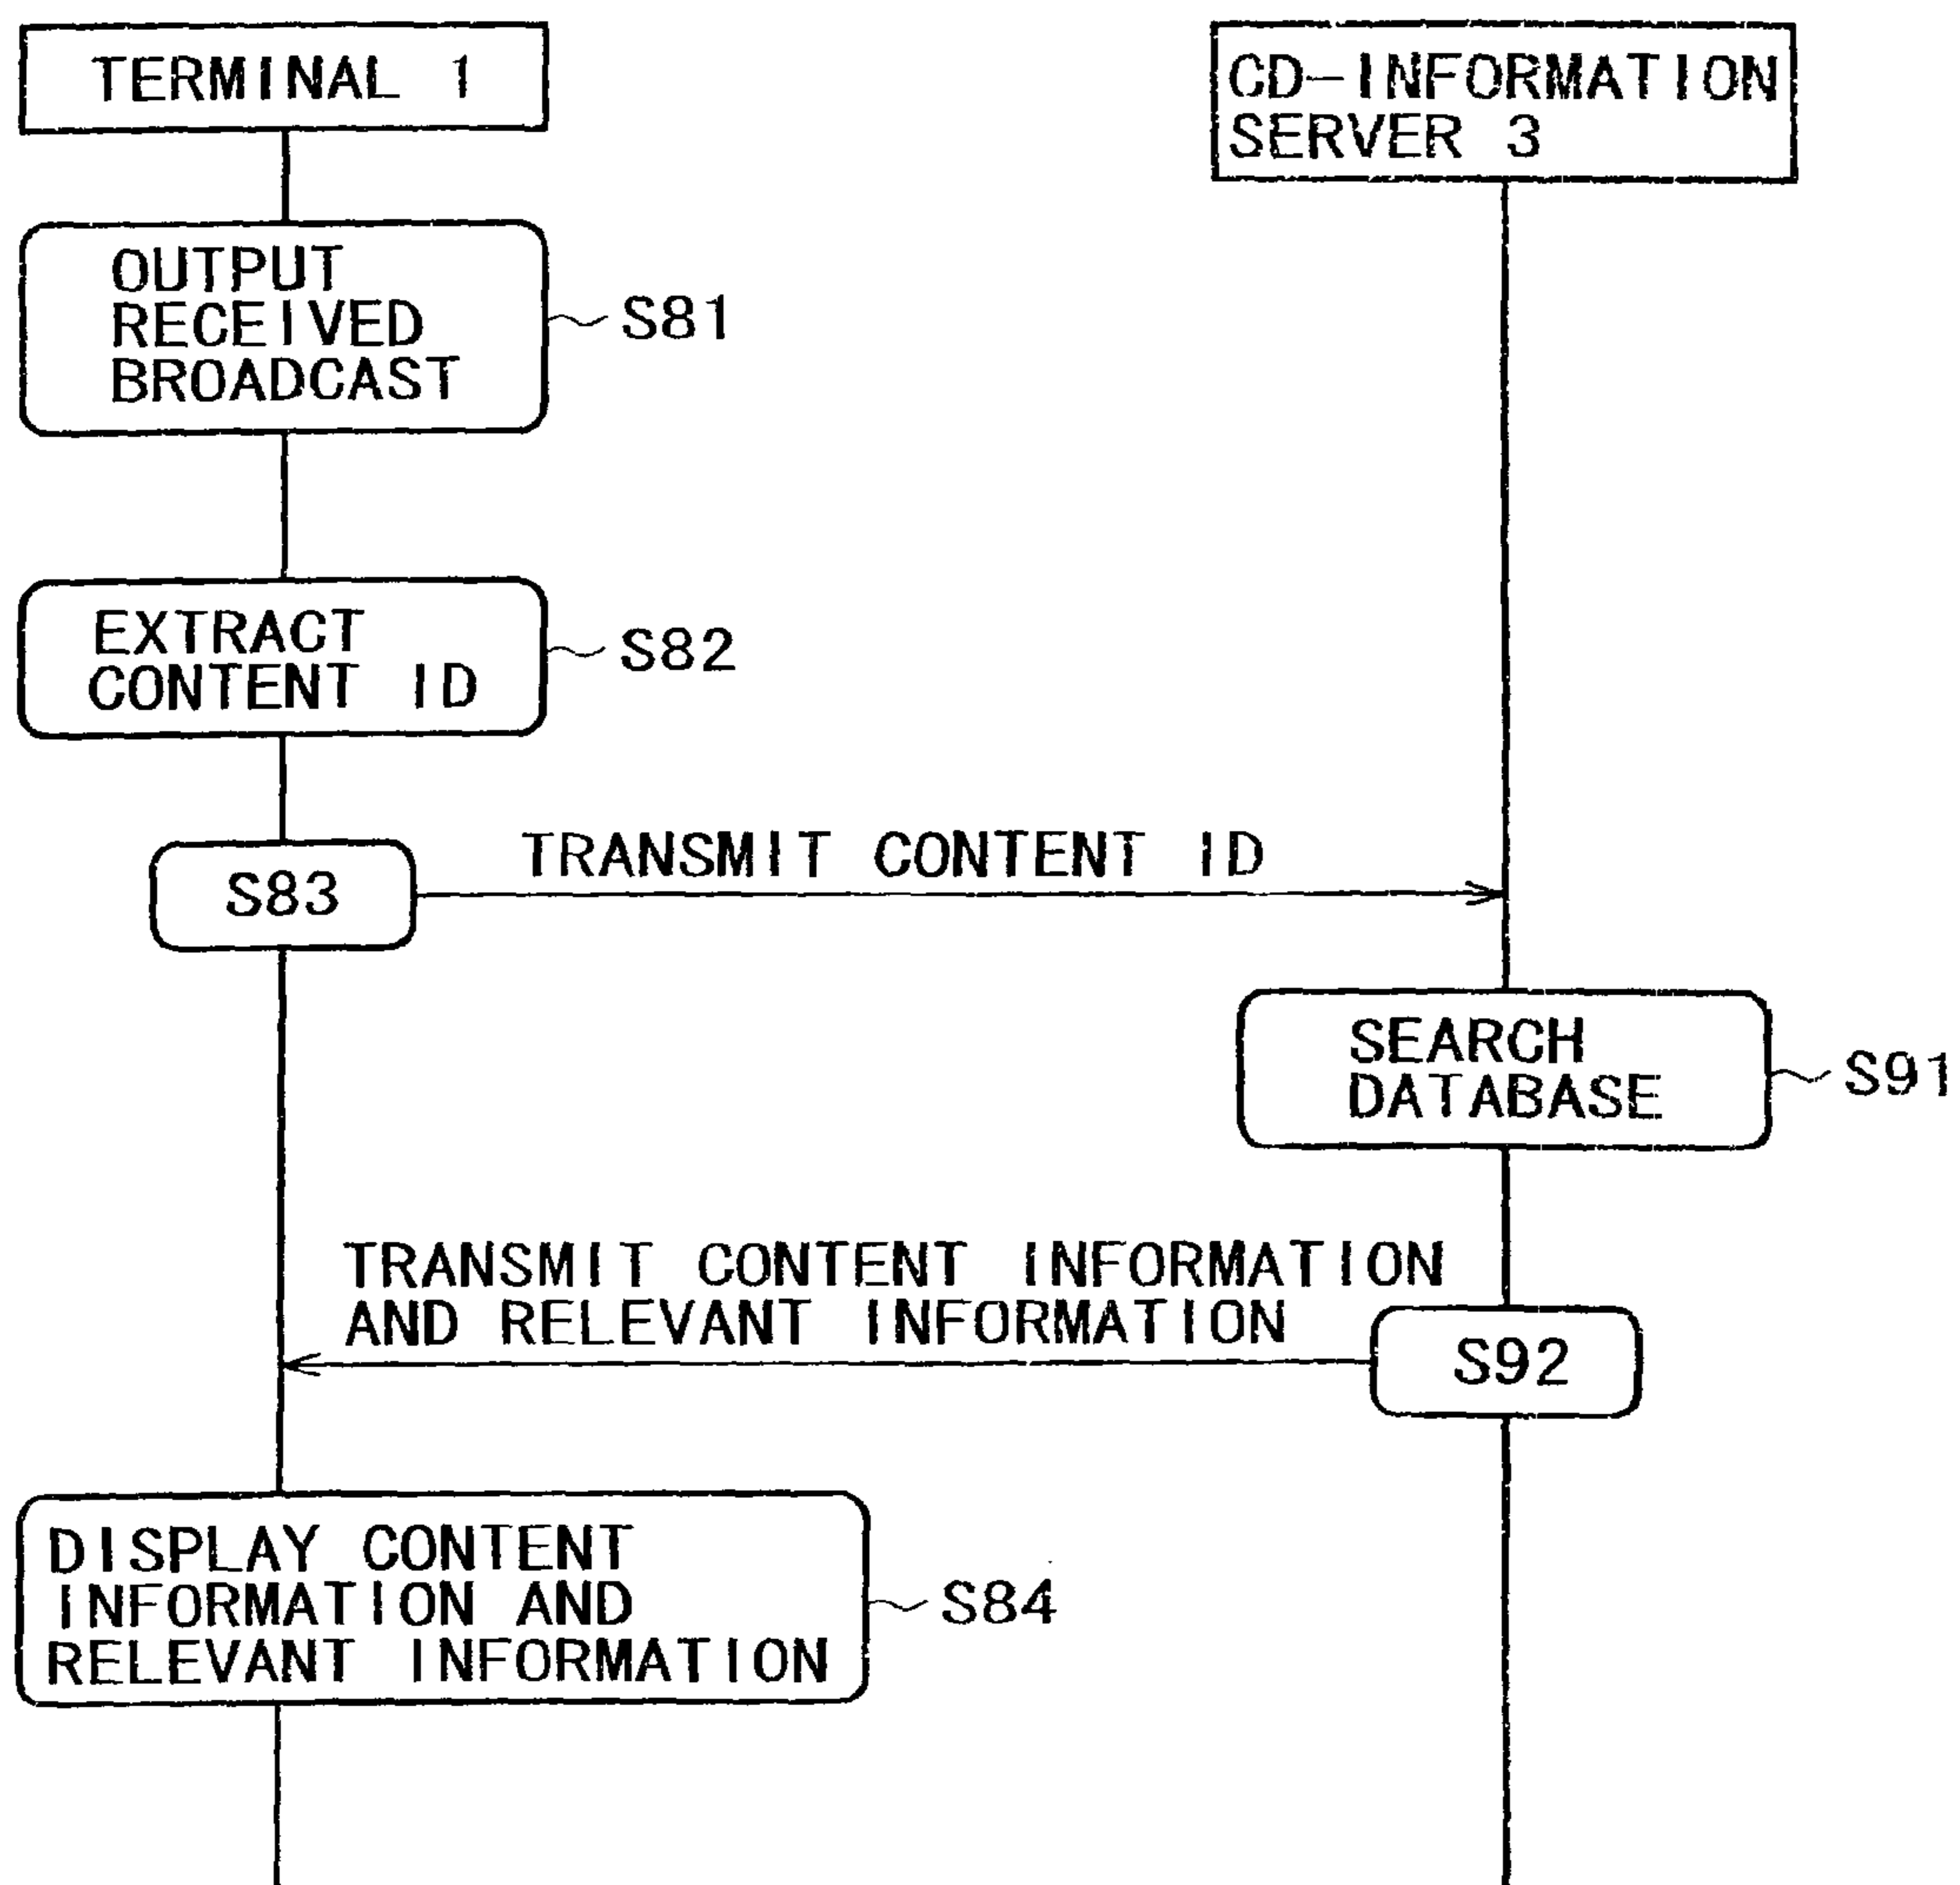 TERMINAL 1
CD-INFORMATION
SERVER 3
OUTPUT
RECEIVED
BROADCAST
S81
EXTRACT
CONTENT ID
S82
S83
TRANSMIT CONTENT ID
SEARCH
DATABASE
S91
TRANSMIT CONTENT INFORMATION
AND RELEVANT INFORMATION
S92
DISPLAY CONTENT
INFORMATION AND
RELEVANT INFORMATION
S84